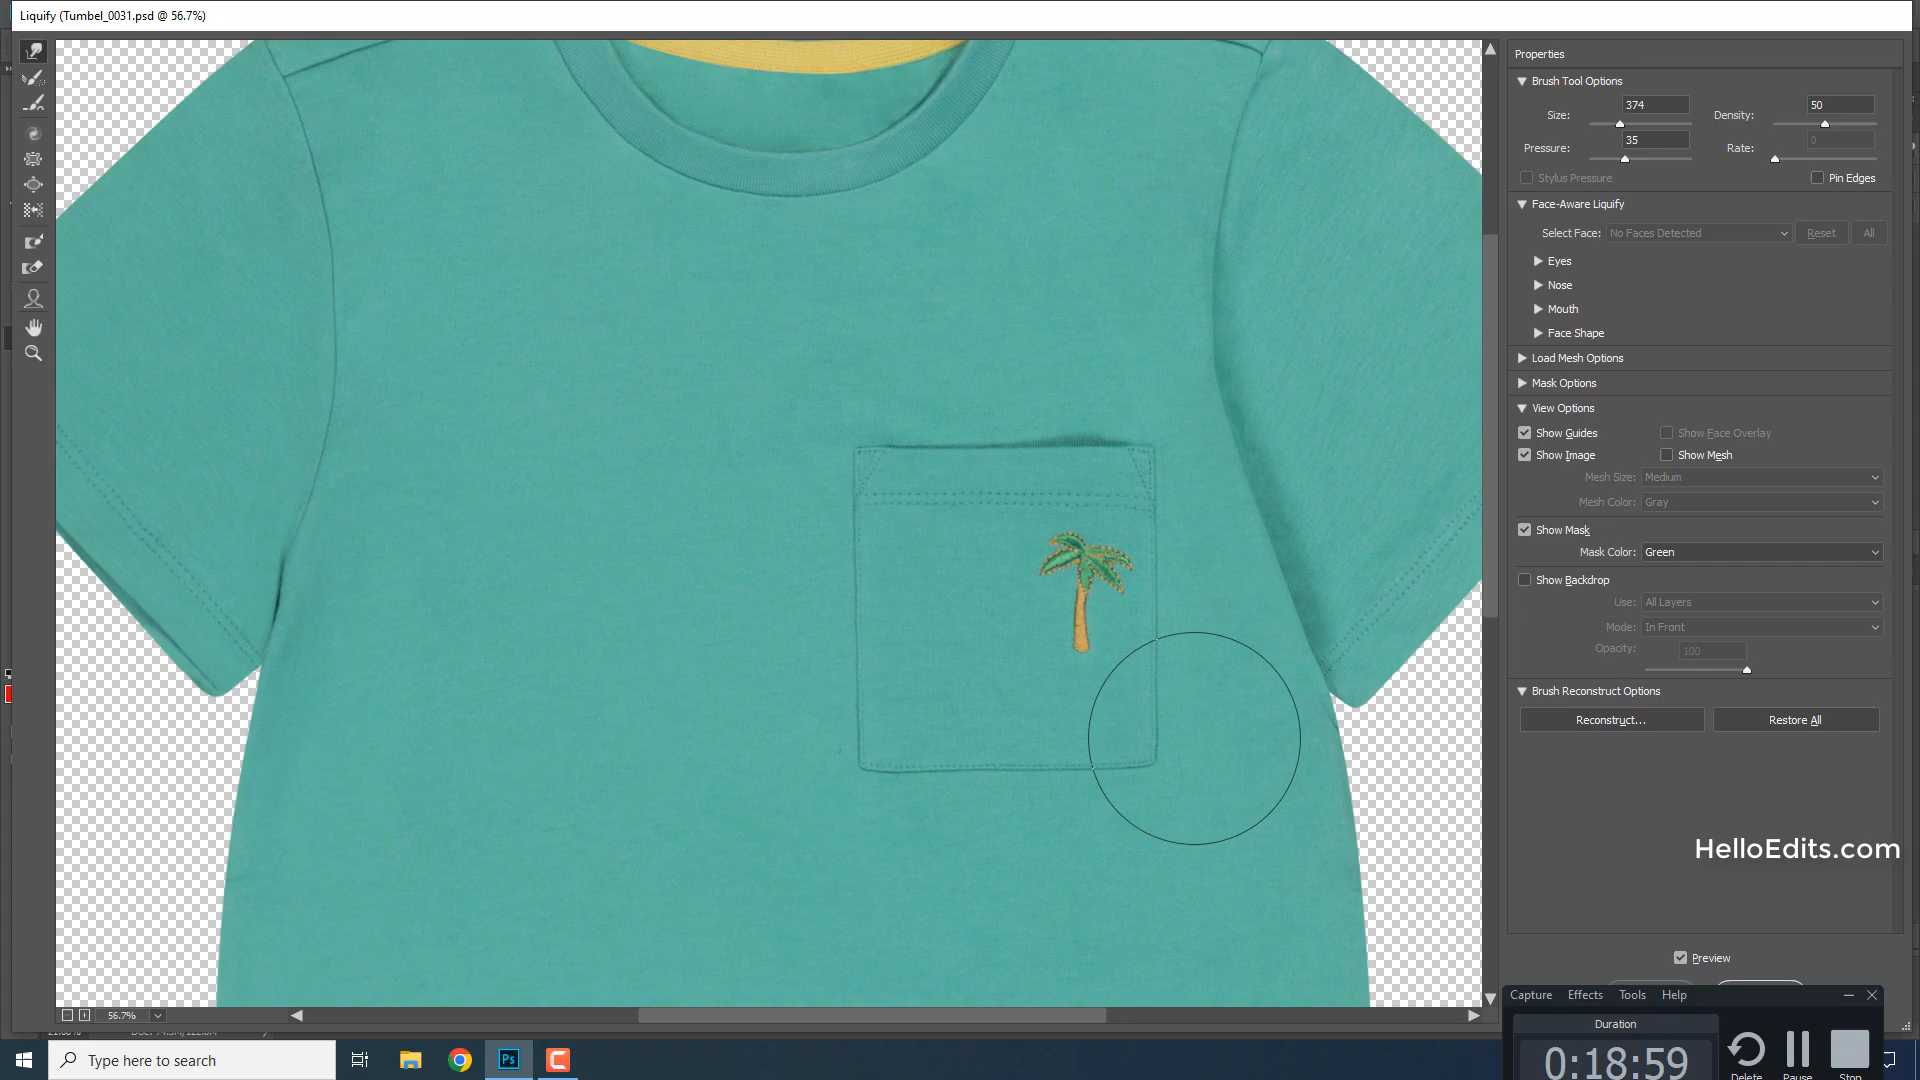 Liquify (Tumbel_0031.psd @ 56.7%)
Properties
Brush Tool Options
Size: 374 Density: 50
Pressure: 35 Rate: 0
Stylus Pressure Pin Edges
Face-Aware Liquify
Select Face: No Faces Detected Reset All
Eyes
Nose
Mouth
Face Shape
Load Mesh Options
Mask Options
View Options
Show Guides Show Face Overlay
Show Image Show Mesh
Mesh Size: Medium
Mesh Color: Gray
Show Mask
Mask Color: Green
Show Backdrop
Use: All Layers
Mode: In Front
Opacity: 100
Brush Reconstruct Options
Reconstruct... Restore All
HelloEdits.com
Preview
56.7%
Capture Effects Tools Help
Duration
0:18:59
Delete Pause Stop
Type here to search
Ps